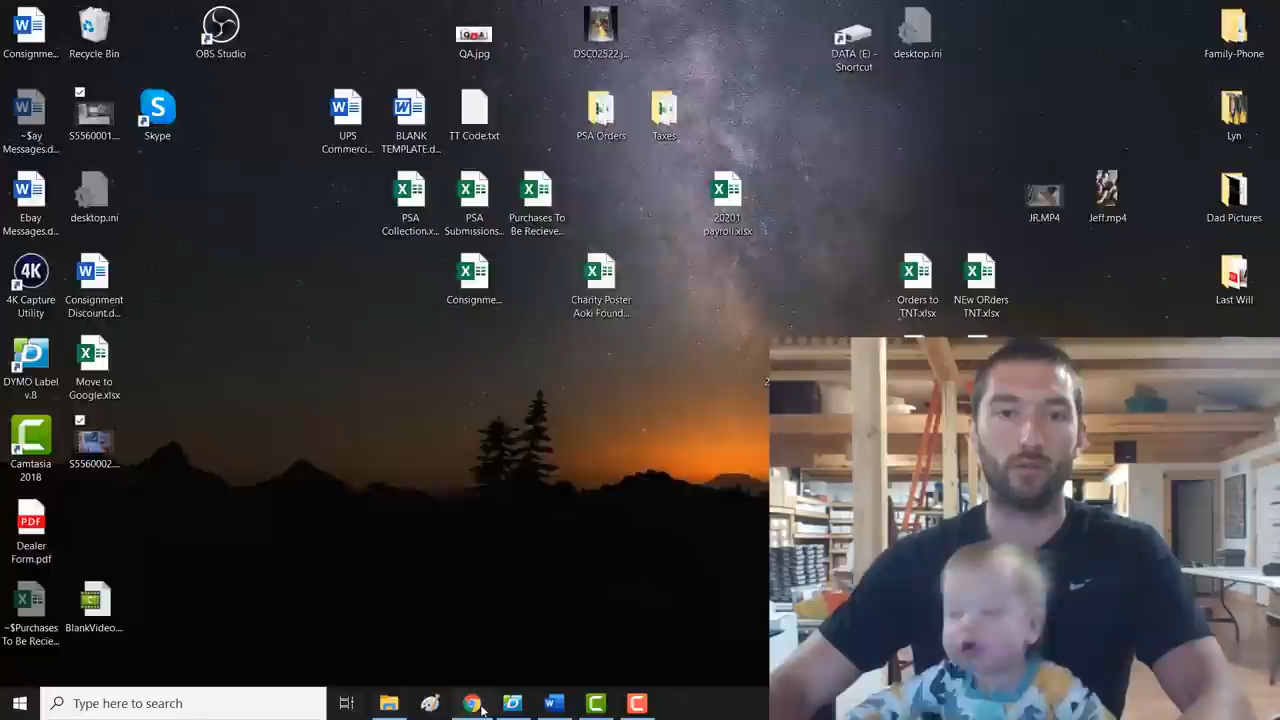 Consignme...
Recycle Bin
OBS Studio
QA.jpg
DSC02522.j...
DATA (E) -
Shortcut
desktop.ini
Family-Phone
~$ay
Messages.d...
S5560001....
Skype
UPS
Commerci...
BLANK
TEMPLATE.d...
TT Code.txt
PSA Orders
Taxes
Lyn
Ebay
Messages.d...
desktop.ini
PSA
Collection.x...
PSA
Submissions...
Purchases To
Be Recieve...
20201
payroll.xlsx
JR.MP4
Jeff.mp4
Dad Pictures
4K
4K Capture
Utility
Consignment
Discount.d...
Consignme...
Charity Poster
Aoki Found...
Orders to
TNT.xlsx
NEw ORders
TNT.xlsx
Last Will
DYMO Label
v.8
Move to
Google.xlsx
Camtasia
2018
S5560002....
PDF
Dealer
Form.pdf
~$Purchases
To Be Recie...
BlankVideo....
Type here to search